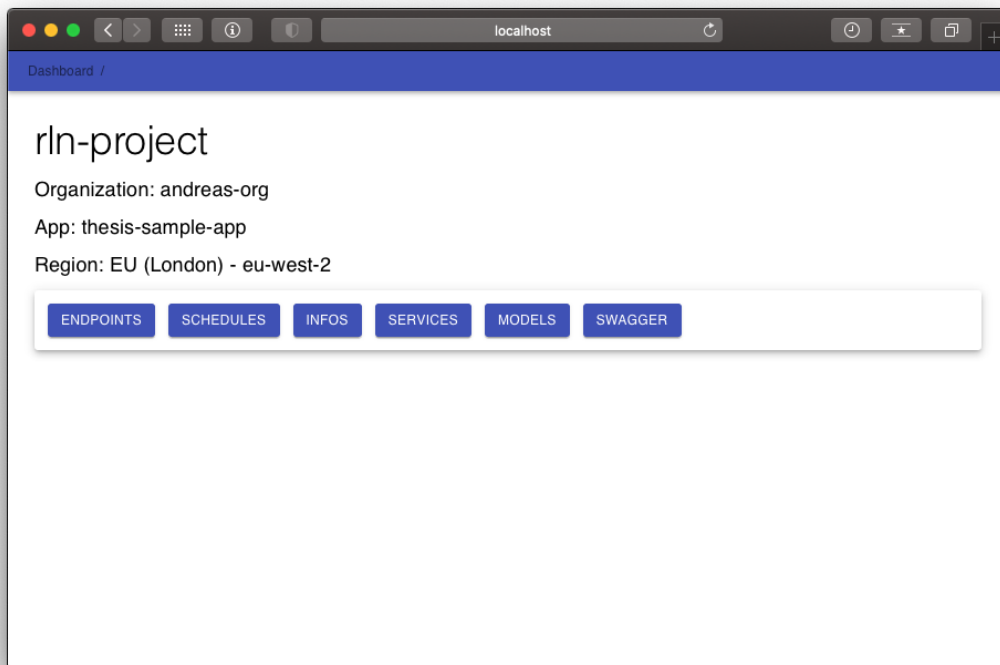 localhost
Dashboard /
rln-project
Organization: andreas-org
App: thesis-sample-app
Region: EU (London) - eu-west-2
ENDPOINTS SCHEDULES INFOS SERVICES MODELS SWAGGER